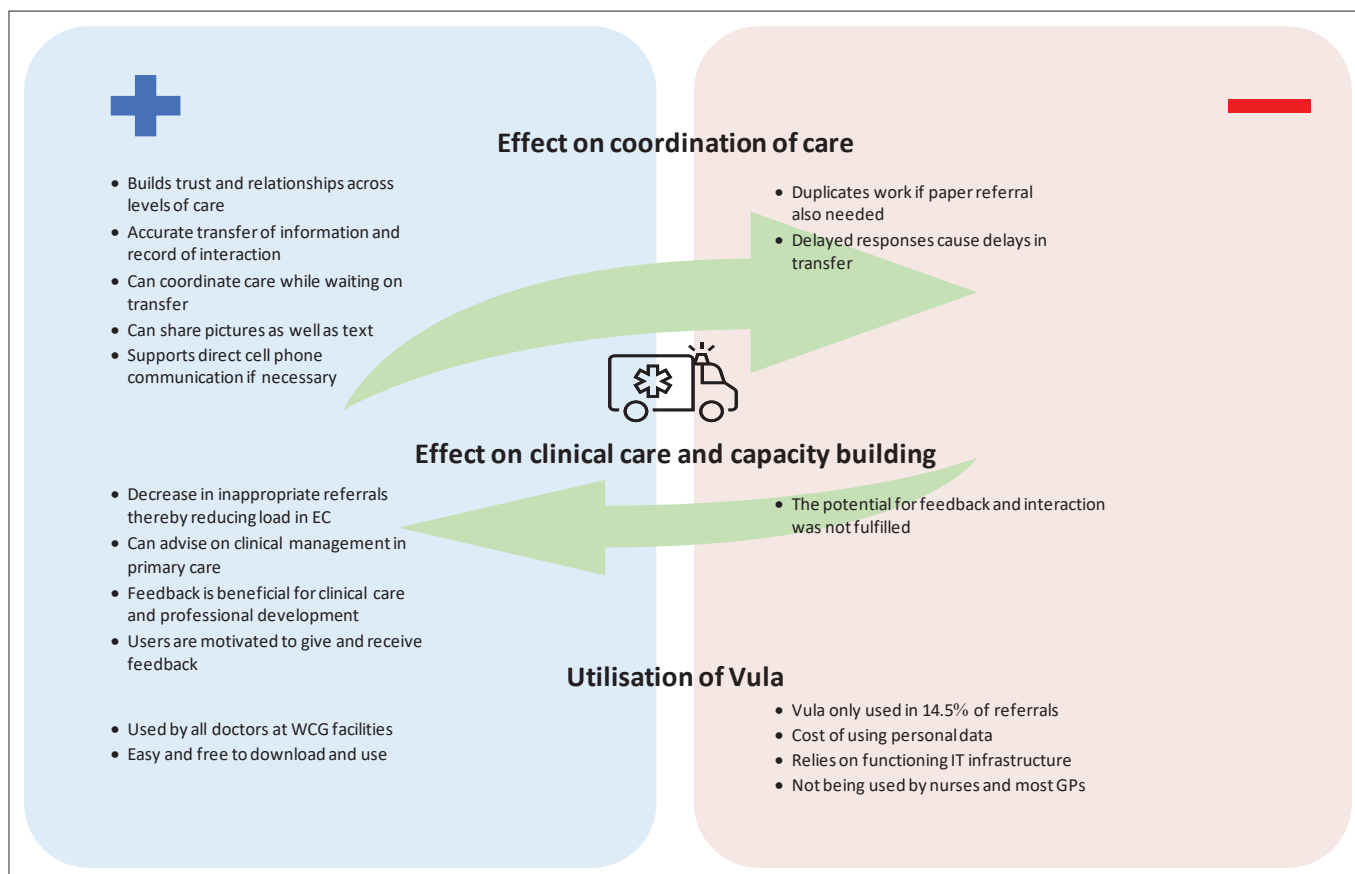 Effect on coordination of care
• Builds trust and relationships across
levels of care
• Accurate transfer of information and
record of interaction
• Can coordinate care while waiting on
transfer
• Can share pictures as well as text
• Supports direct cell phone
communication if necessary
• Duplicates work if paper referral
also needed
• Delayed responses cause delays in
transfer
Effect on clinical care and capacity building
• Decrease in inappropriate referrals
thereby reducing load in EC
• Can advise on clinical management in
primary care
• Feedback is beneficial for clinical care
and professional development
• Users are motivated to give and receive
feedback
• The potential for feedback and interaction
was not fulfilled
Utilisation of Vula
• Used by all doctors at WCG facilities
• Easy and free to download and use
• Vula only used in 14.5% of referrals
• Cost of using personal data
• Relies on functioning IT infrastructure
• Not being used by nurses and most GPs